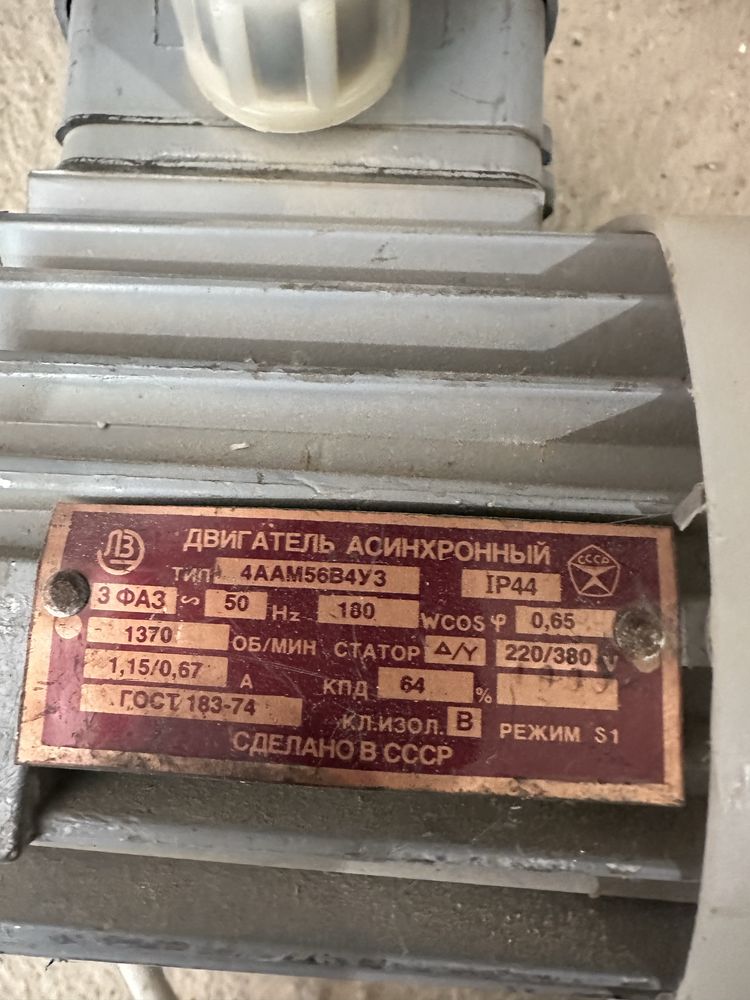 ЛЗ ДВИГАТЕЛЬ АСИНХРОННЫЙ СССР
ТИП 4ААМ56В4У3 IP44
3 ФАЗ ∽ 50 Hz 180 W COS φ 0,65
1370 ОБ/МИН СТАТОР Δ/Y 220/380 V
1,15/0,67 А КПД 64 %
ГОСТ 183-74 КЛ.ИЗОЛ. В РЕЖИМ S1
СДЕЛАНО В СССР